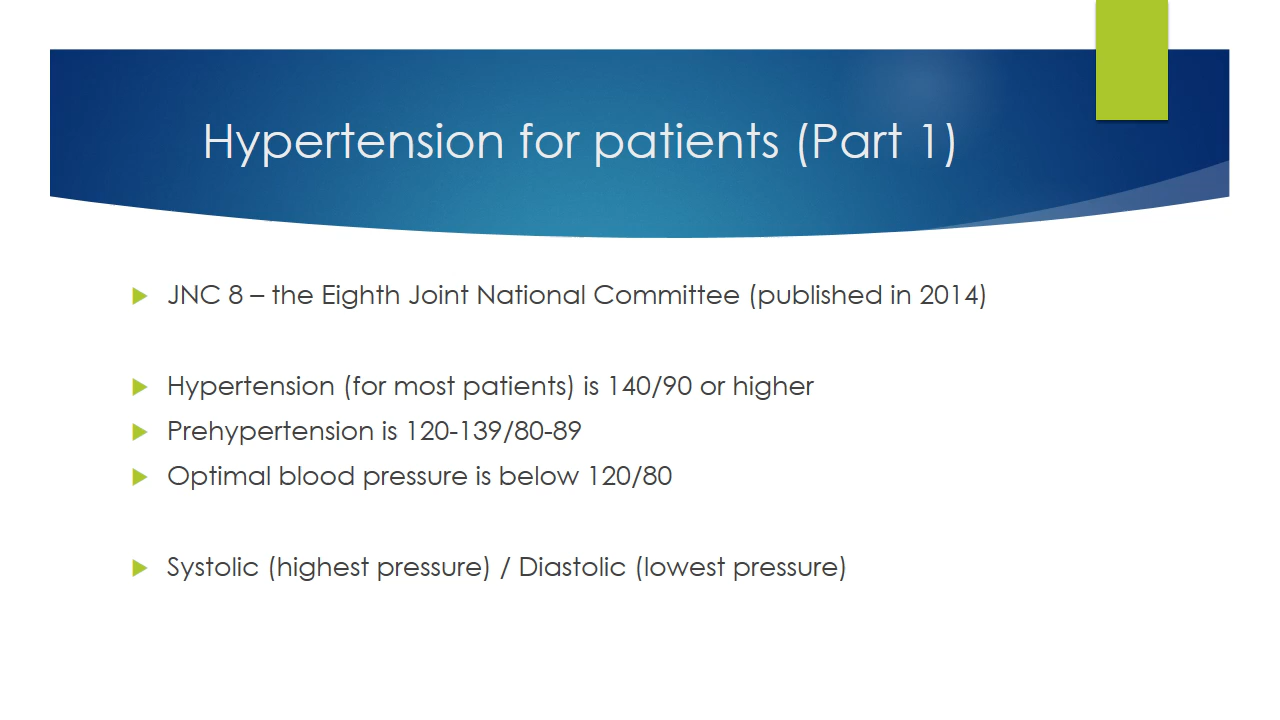 Hypertension for patients (Part 1)
JNC 8 – the Eighth Joint National Committee (published in 2014)
Hypertension (for most patients) is 140/90 or higher
Prehypertension is 120-139/80-89
Optimal blood pressure is below 120/80
Systolic (highest pressure) / Diastolic (lowest pressure)